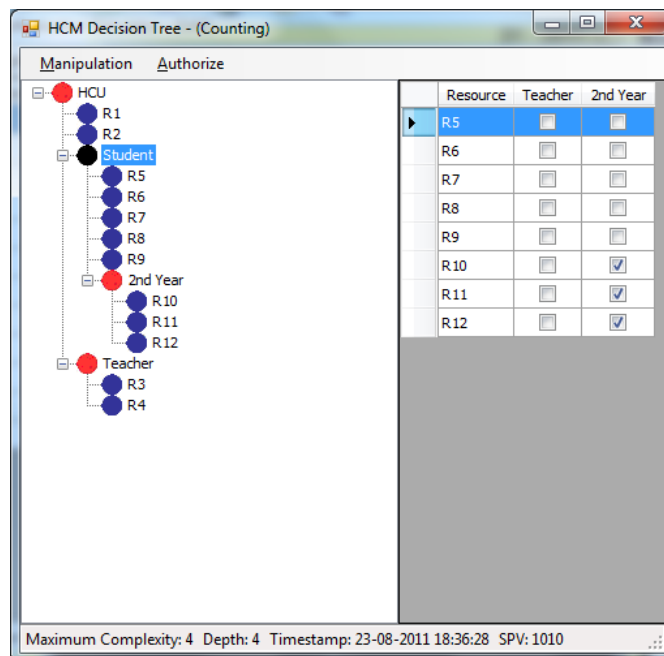 HCM Decision Tree - (Counting)
Manipulation Authorize
HCU
R1
R2
Student
R5
R6
R7
R8
R9
2nd Year
R10
R11
R12
Teacher
R3
R4
Resource Teacher 2nd Year
R5
R6
R7
R8
R9
R10
R11
R12
Maximum Complexity: 4 Depth: 4 Timestamp: 23-08-2011 18:36:28 SPV: 1010